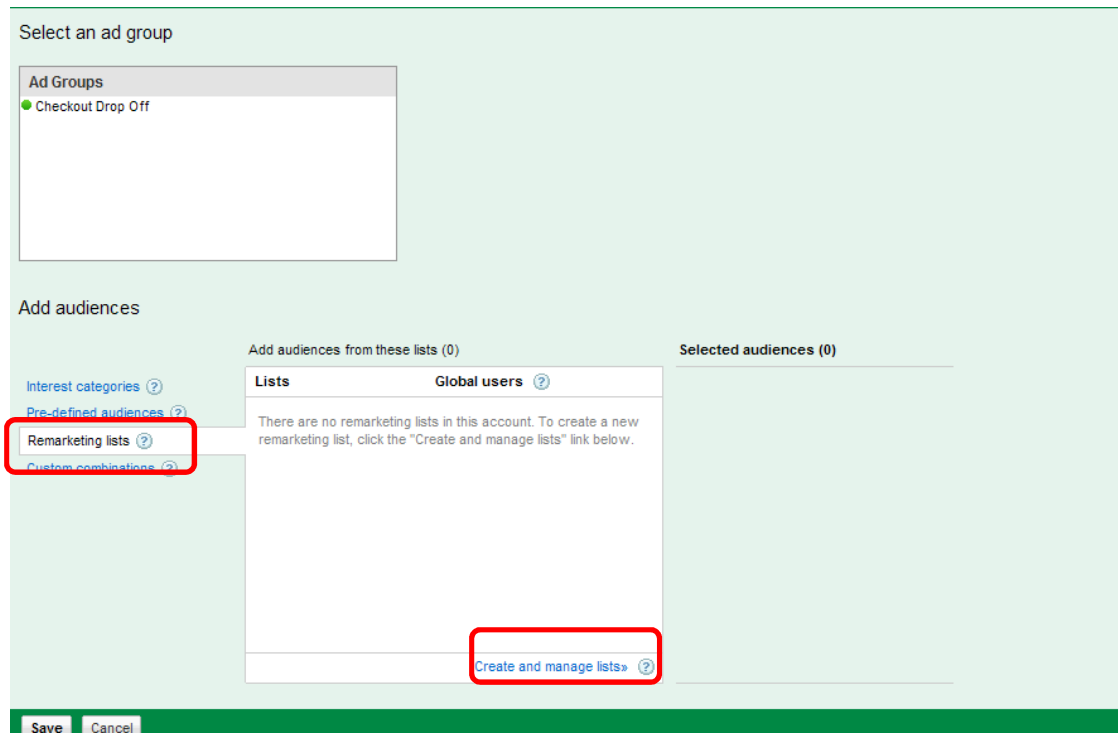 Select an ad group
Ad Groups
Checkout Drop Off
Add audiences
Add audiences from these lists (0)
Selected audiences (0)
Interest categories ?
Pre-defined audiences ?
Remarketing lists ?
Custom combinations ?
Lists Global users ?
There are no remarketing lists in this account. To create a new
remarketing list, click the "Create and manage lists" link below.
Create and manage lists» ?
Save Cancel